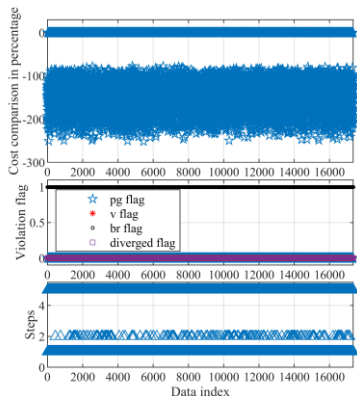 Cost comparison in percentage
0
-100
-200
-300
0 2000 4000 6000 8000 10000 12000 14000 16000
Violation flag
1
0.5
0
pg flag
v flag
br flag
diverged flag
0 2000 4000 6000 8000 10000 12000 14000 16000
Steps
4
2
0
0 2000 4000 6000 8000 10000 12000 14000 16000
Data index